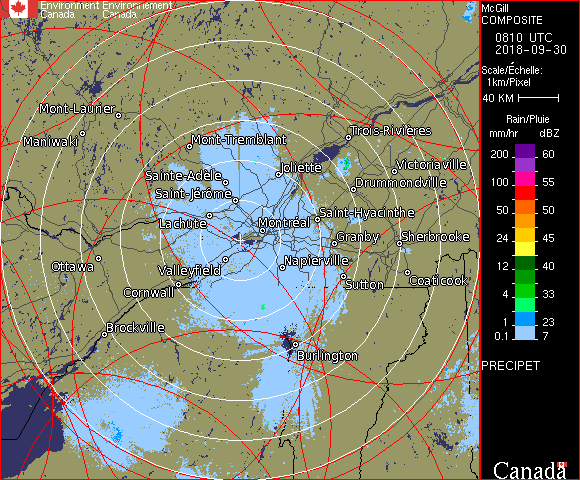 Environment Environnement
Canada Canada
McGill
COMPOSITE
0810 UTC
2018-09-30
Scale/Échelle:
1km/Pixel
40 KM
Rain/Pluie
mm/hr dBZ
200 60
100 55
50 50
24 45
12 40
4 33
1 23
0.1 7
PRECIPET
Canada
Mont-Laurier
Maniwaki
Mont-Tremblant
Trois-Rivières
Joliette
Victoriaville
Sainte-Adèle
Drummondville
Saint-Jérôme
Saint-Hyacinthe
Lachute
Montréal
Granby
Sherbrooke
Ottawa
Valleyfield
Napierville
Cornwall
Sutton
Coaticook
Brockville
Burlington